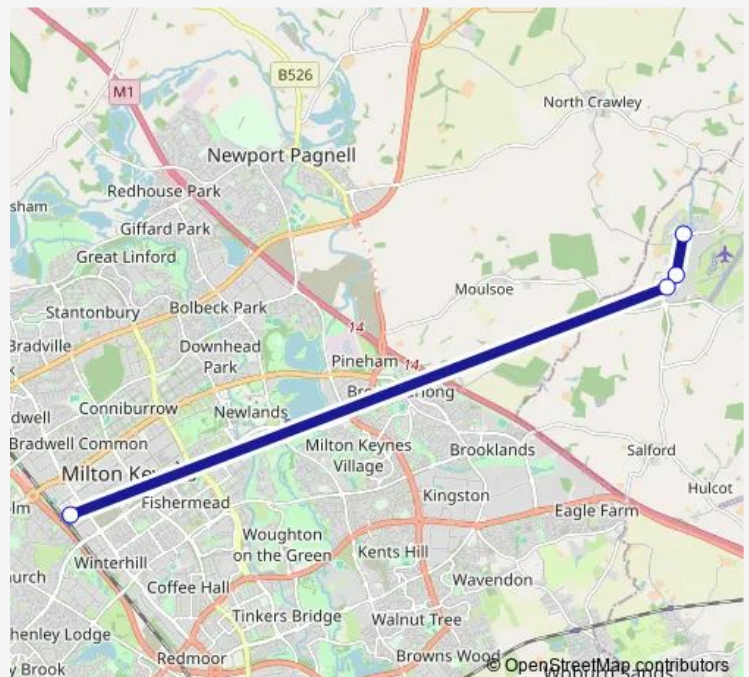 B526
M1
North Crawley
Newport Pagnell
Redhouse Park
sham
Giffard Park
Great Linford
Moulsoe
Bolbeck Park
Stantonbury
14
Bradville
Downhead
Park
Pineham
14
Conniburrow
Newlands
dwell
Bradwell Common
Milton Keynes
Village
Brooklands
Salford
Milton Ke
Kingston
Hulcot
Fishermead
Eagle Farm
Woughton
on the Green
Kents Hill
Winterhill
Coffee Hall
Wavendon
Tinkers Bridge
Walnut Tree
henley Lodge
Redmoor
Browns Wood
y Brook
© OpenStreetMap contributors